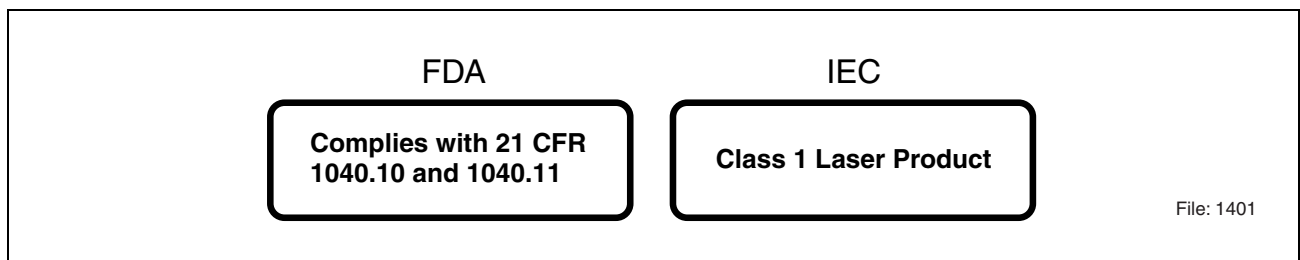 FDA
Complies with 21 CFR
1040.10 and 1040.11
IEC
Class 1 Laser Product
File: 1401